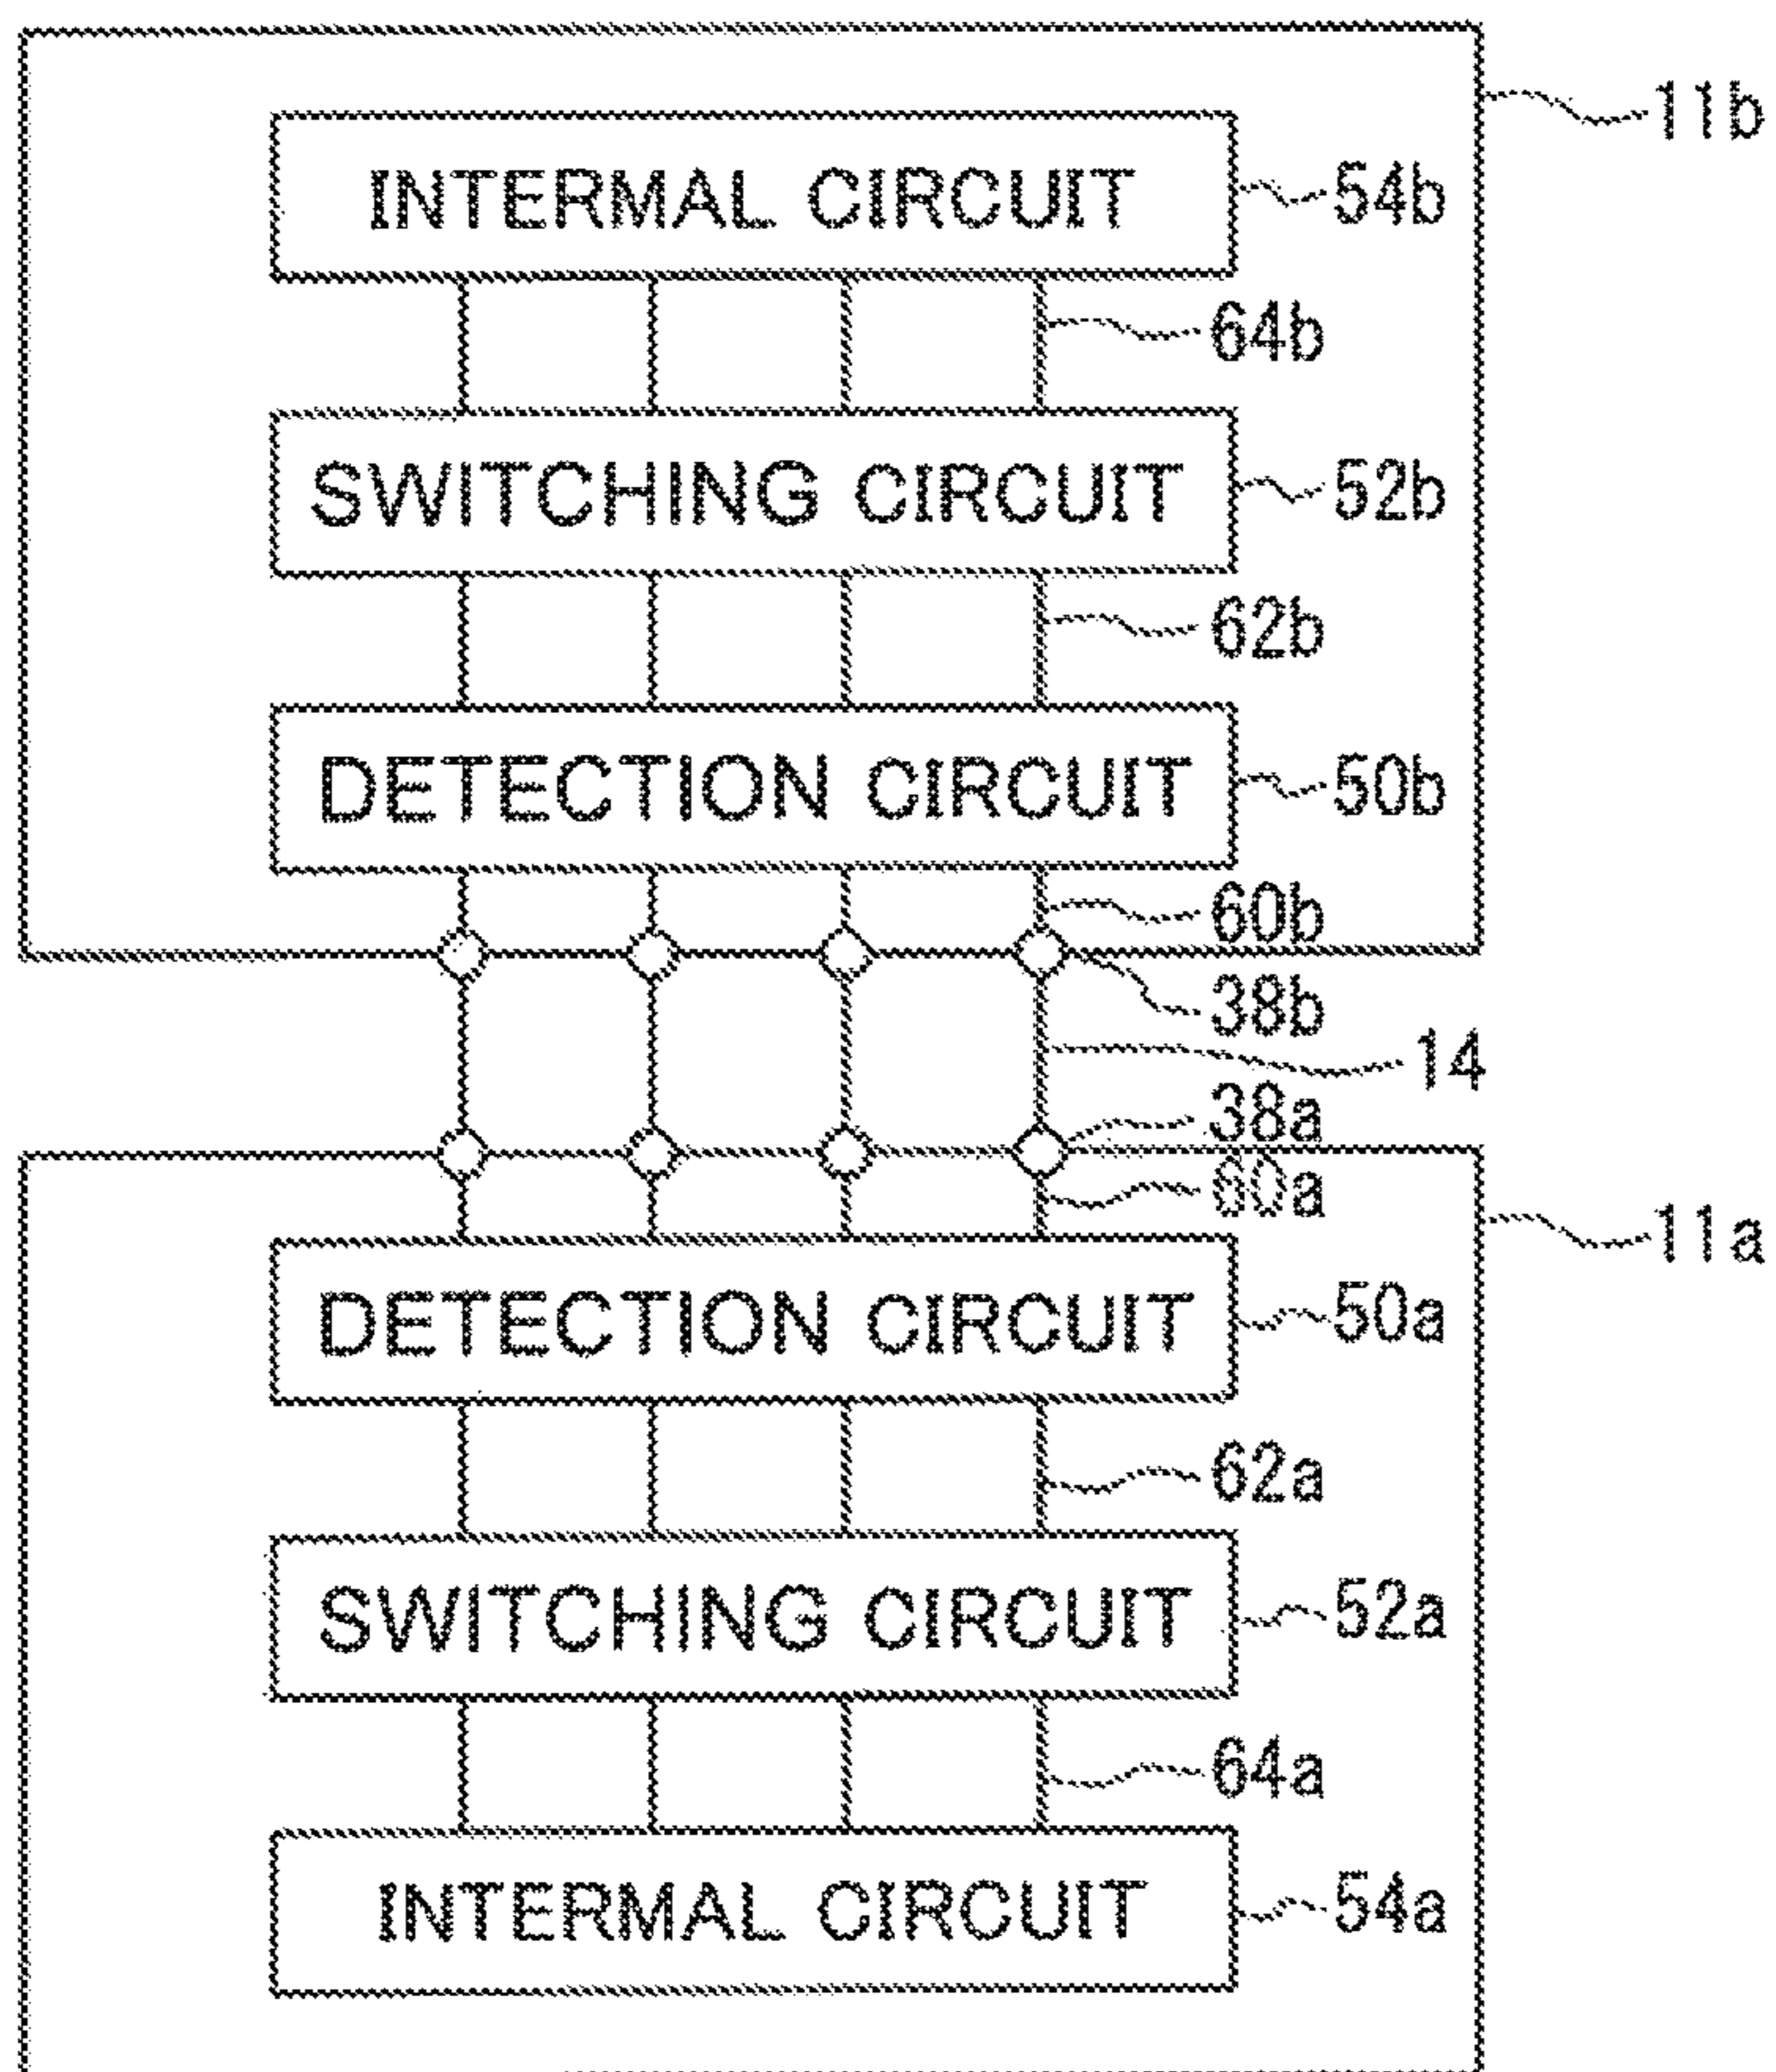 11b
INTERMAL CIRCUIT
54b
64b
SWITCHING CIRCUIT
52b
62b
DETECTION CIRCUIT
50b
60b
38b
14
38a
60a
11a
DETECTION CIRCUIT
50a
62a
SWITCHING CIRCUIT
52a
64a
INTERMAL CIRCUIT
54a